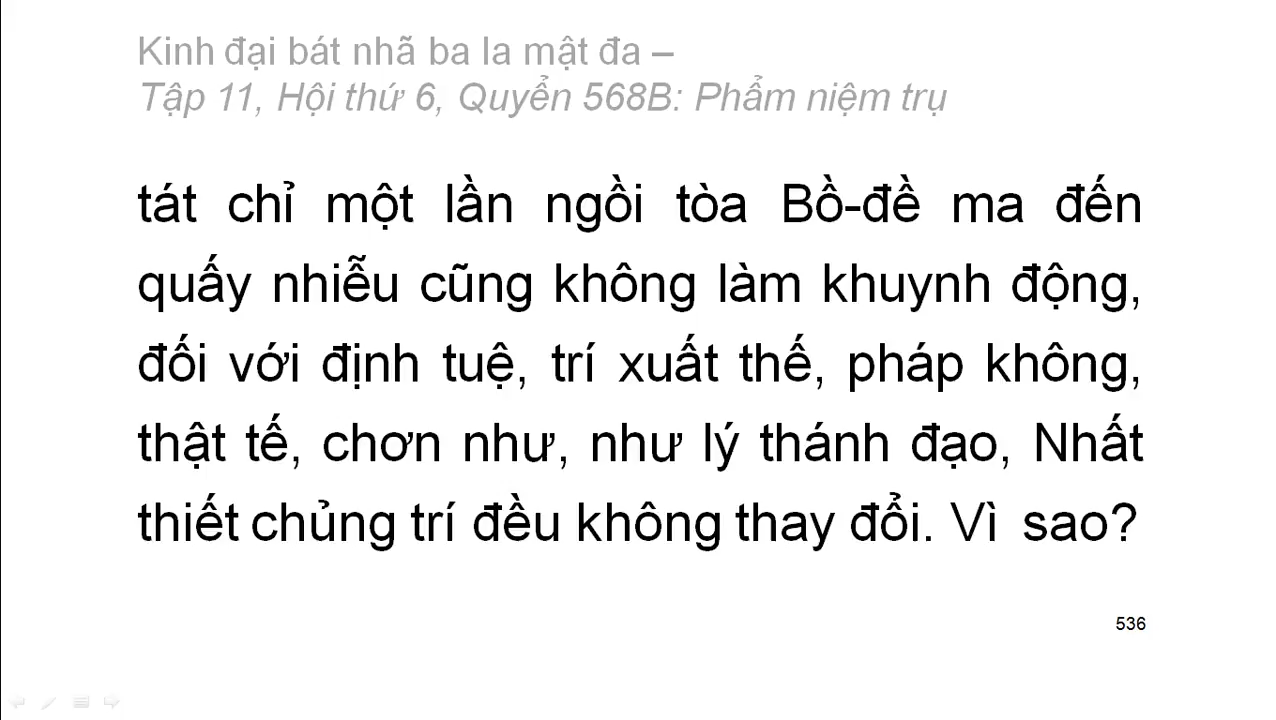 Kinh đại bát nhã ba la mật đa –
Tập 11, Hội thứ 6, Quyển 568B: Phẩm niệm trụ
tát chỉ một lần ngồi tòa Bồ-đề ma đến
quấy nhiễu cũng không làm khuynh động,
đối với định tuệ, trí xuất thế, pháp không,
thật tế, chơn như, như lý thánh đạo, Nhất
thiết chủng trí đều không thay đổi. Vì sao?
536